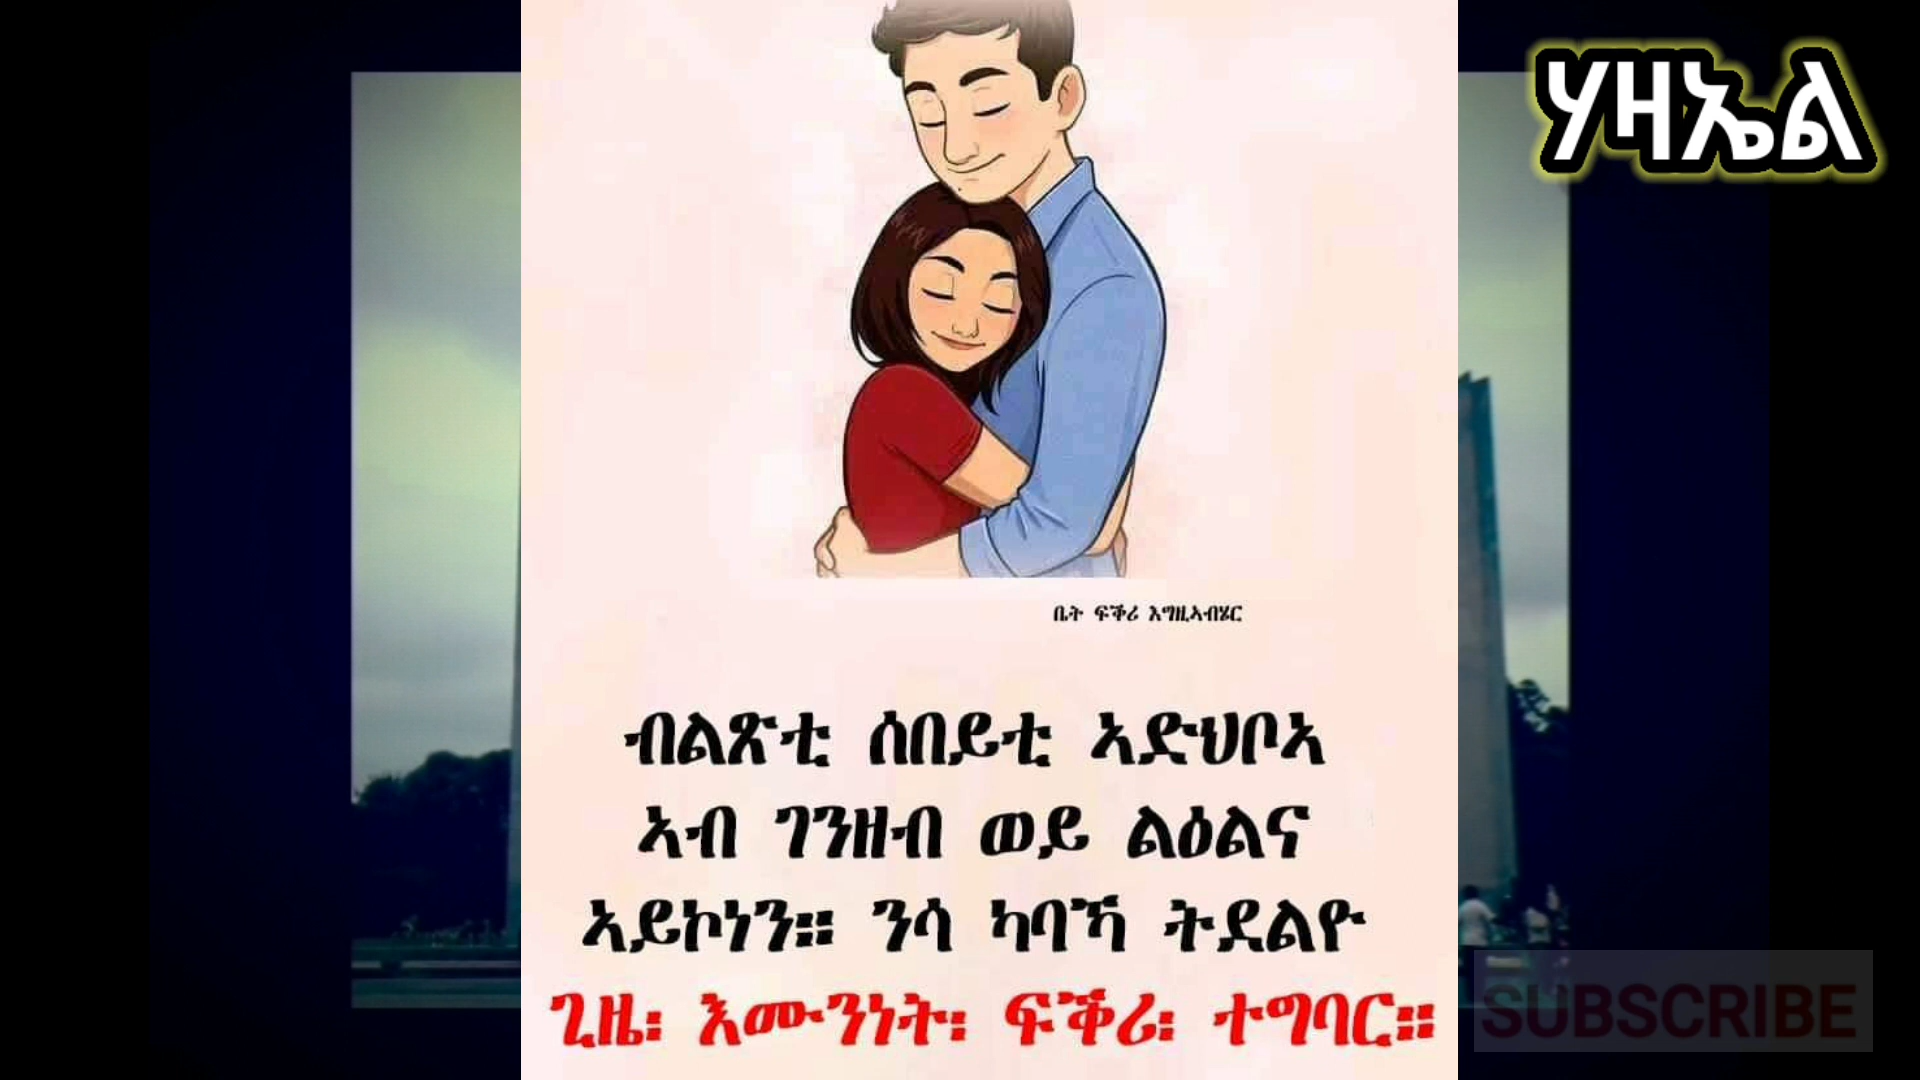 ሃዛኤል
ቤት ፍቕሪ እግዚኣብሄር
ብልጽቲ ሰበይቲ ኣድህቦኣ
ኣብ ገንዘብ ወይ ልዕልና
ኣይኮነን። ንሳ ካባኻ ትደልዮ
ጊዜ፡ እሙንነት፡ ፍቕሪ፡ ተግባር።
SUBSCRIBE